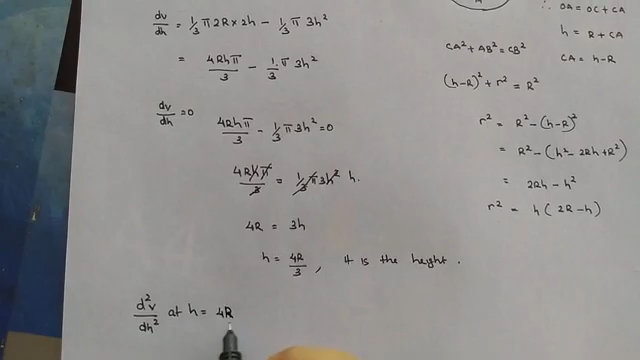 dv/dh = 1/3 π 2R × 2h - 1/3 π 3h²
= 4Rhπ/3 - 1/3 π 3h²
dv/dh = 0
4Rhπ/3 - 1/3 π 3h² = 0
4Rhπ/3 = 1/3 π 3h² h.
4R = 3h
h = 4R/3, It is the height.
d²v/dh² at h = 4R
∴ OA = OC + CA
h = R + CA
CA = h-R
CA² + AB² = CB²
(h-R)² + r² = R²
r² = R² - (h-R)²
= R² - (h² - 2Rh + R²)
= 2Rh - h²
r² = h (2R - h)